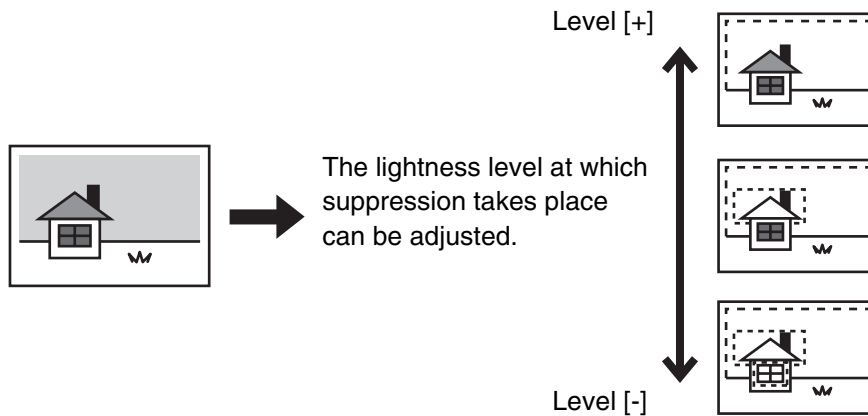 Level [+]
The lightness level at which
suppression takes place
can be adjusted.
Level [-]